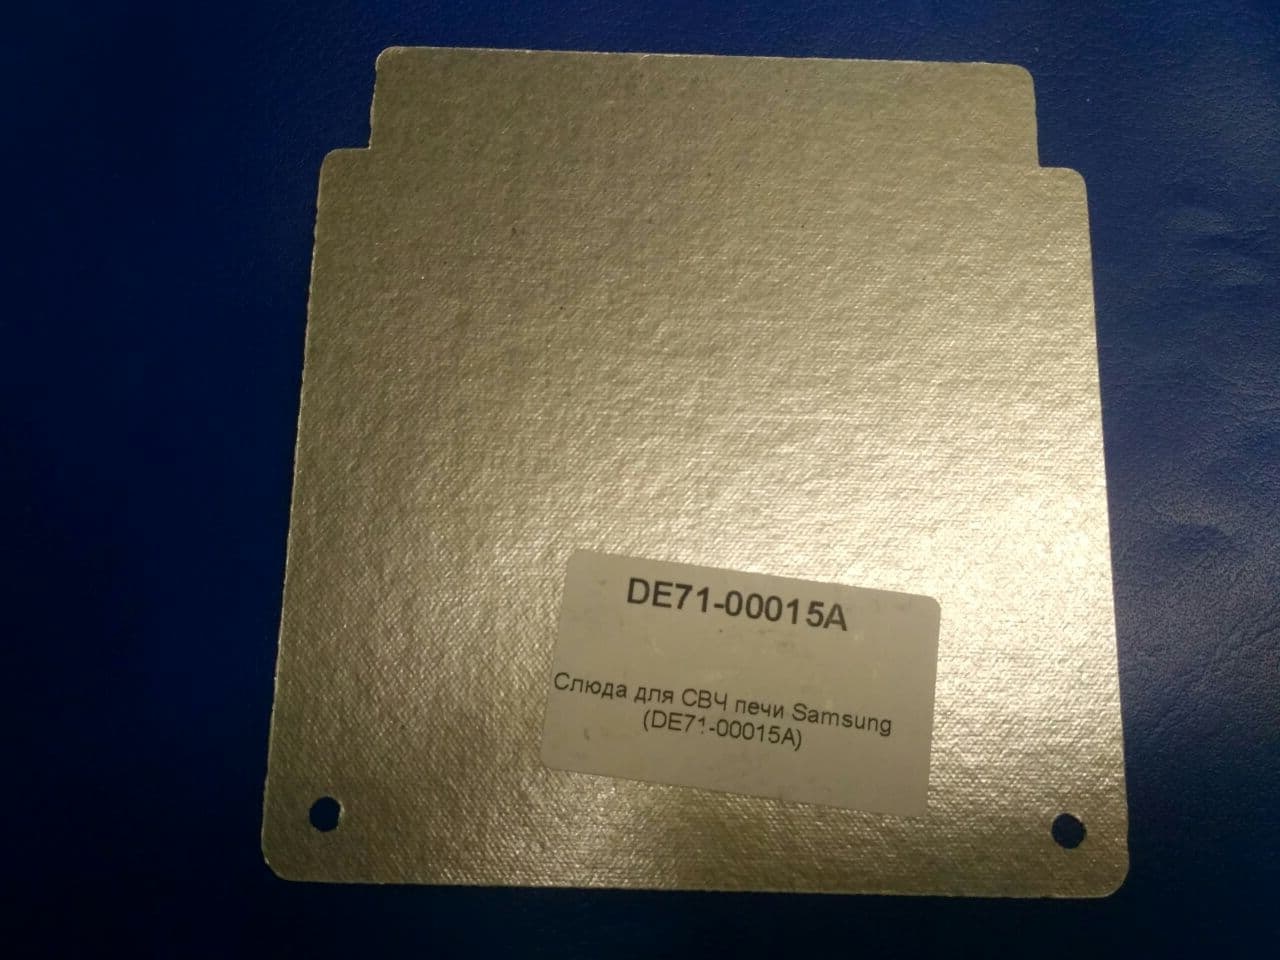 DE71-00015A
Слюда для СВЧ печи Samsung
(DE71-00015A)